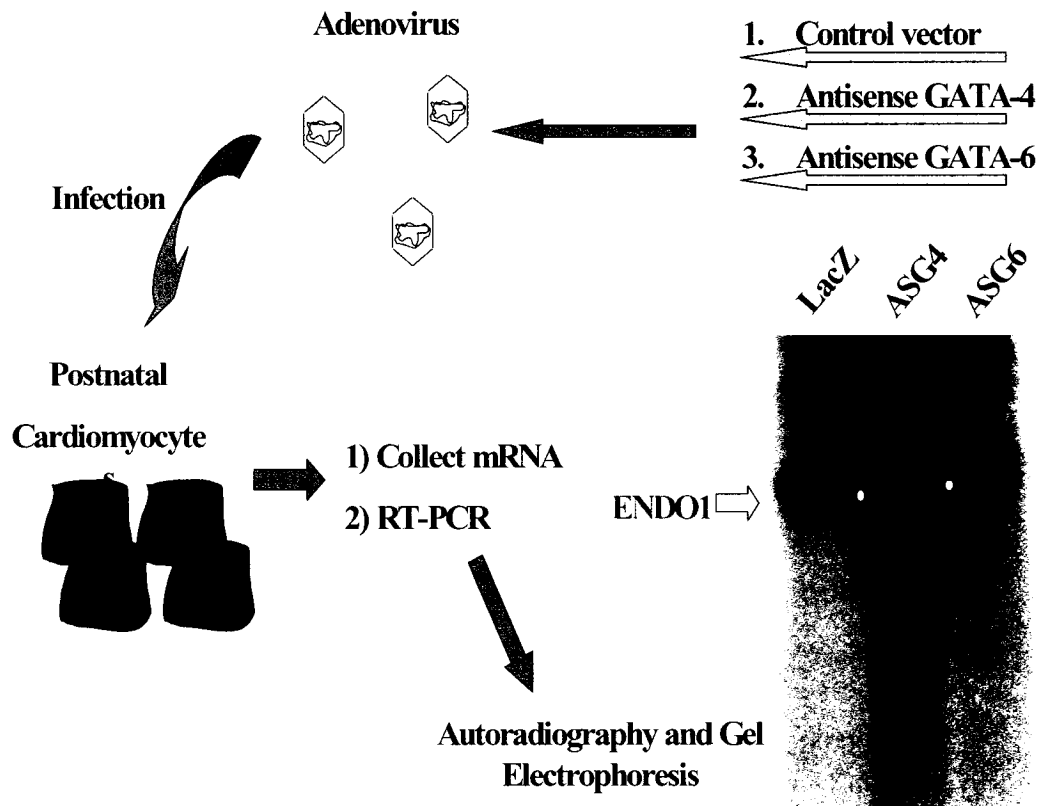 Adenovirus
1. Control vector
2. Antisense GATA-4
3. Antisense GATA-6
Infection
LacZ
ASG4
ASG6
Postnatal
Cardiomyocyte
s
1) Collect mRNA
2) RT-PCR
ENDO1
Autoradiography and Gel
Electrophoresis